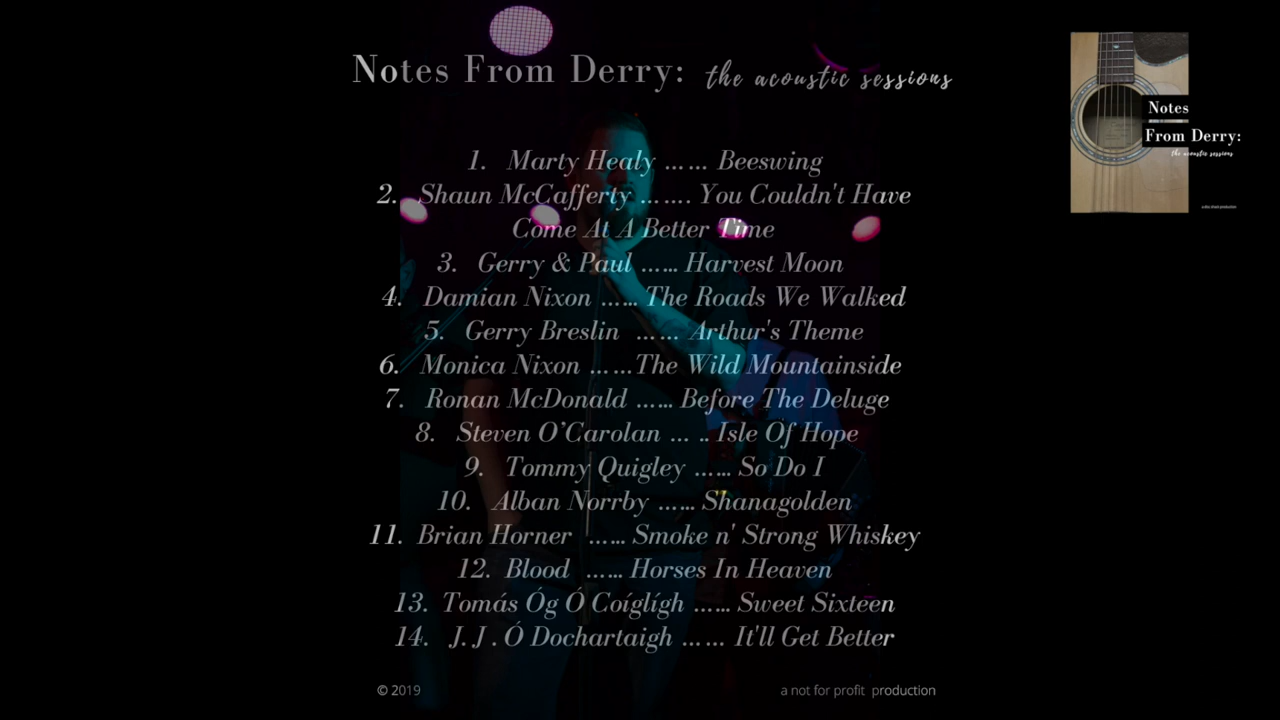 Notes From Derry: the acoustic sessions
1. Marty Healy ...... Beeswing
2. Shaun McCafferty ....... You Couldn't Have
Come At A Better Time
3. Gerry & Paul ...... Harvest Moon
4. Damian Nixon ...... The Roads We Walked
5. Gerry Breslin ...... Arthur's Theme
6. Monica Nixon ......The Wild Mountainside
7. Ronan McDonald ...... Before The Deluge
8. Steven O’Carolan ... .. Isle Of Hope
9. Tommy Quigley ...... So Do I
10. Alban Norrby ...... Shanagolden
11. Brian Horner ...... Smoke n' Strong Whiskey
12. Blood ...... Horses In Heaven
13. Tomás Óg Ó Coíglígh ...... Sweet Sixteen
14. J. J . Ó Dochartaigh ...... It'll Get Better
© 2019 a not for profit production
Notes
From Derry:
the acoustic sessions